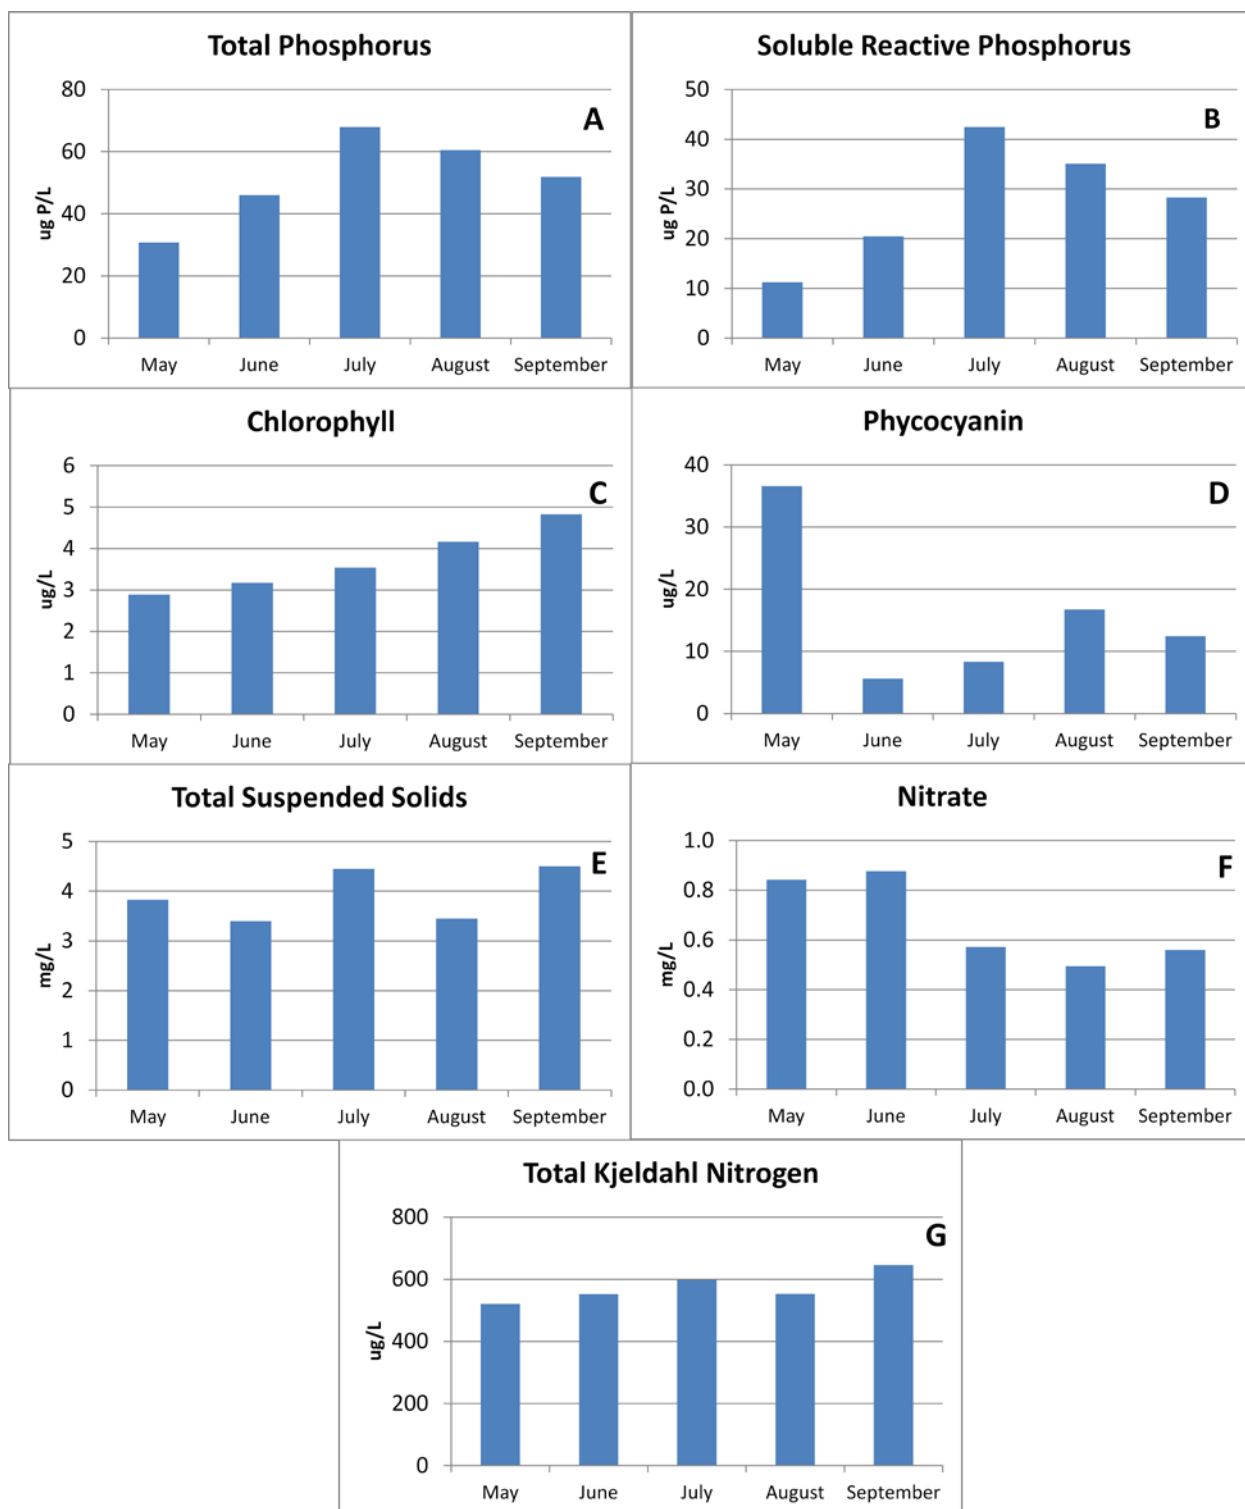 Total Phosphorus
A
80
60
40
20
0
ug P/L
May June July August September
Soluble Reactive Phosphorus
B
50
40
30
20
10
0
ug P/L
May June July August September
Chlorophyll
C
6
5
4
3
2
1
0
ug/L
May June July August September
Phycocyanin
D
40
30
20
10
0
ug/L
May June July August September
Total Suspended Solids
E
5
4
3
2
1
0
mg/L
May June July August September
Nitrate
F
1.0
0.8
0.6
0.4
0.2
0.0
mg/L
May June July August September
Total Kjeldahl Nitrogen
G
800
600
400
200
0
ug/L
May June July August September